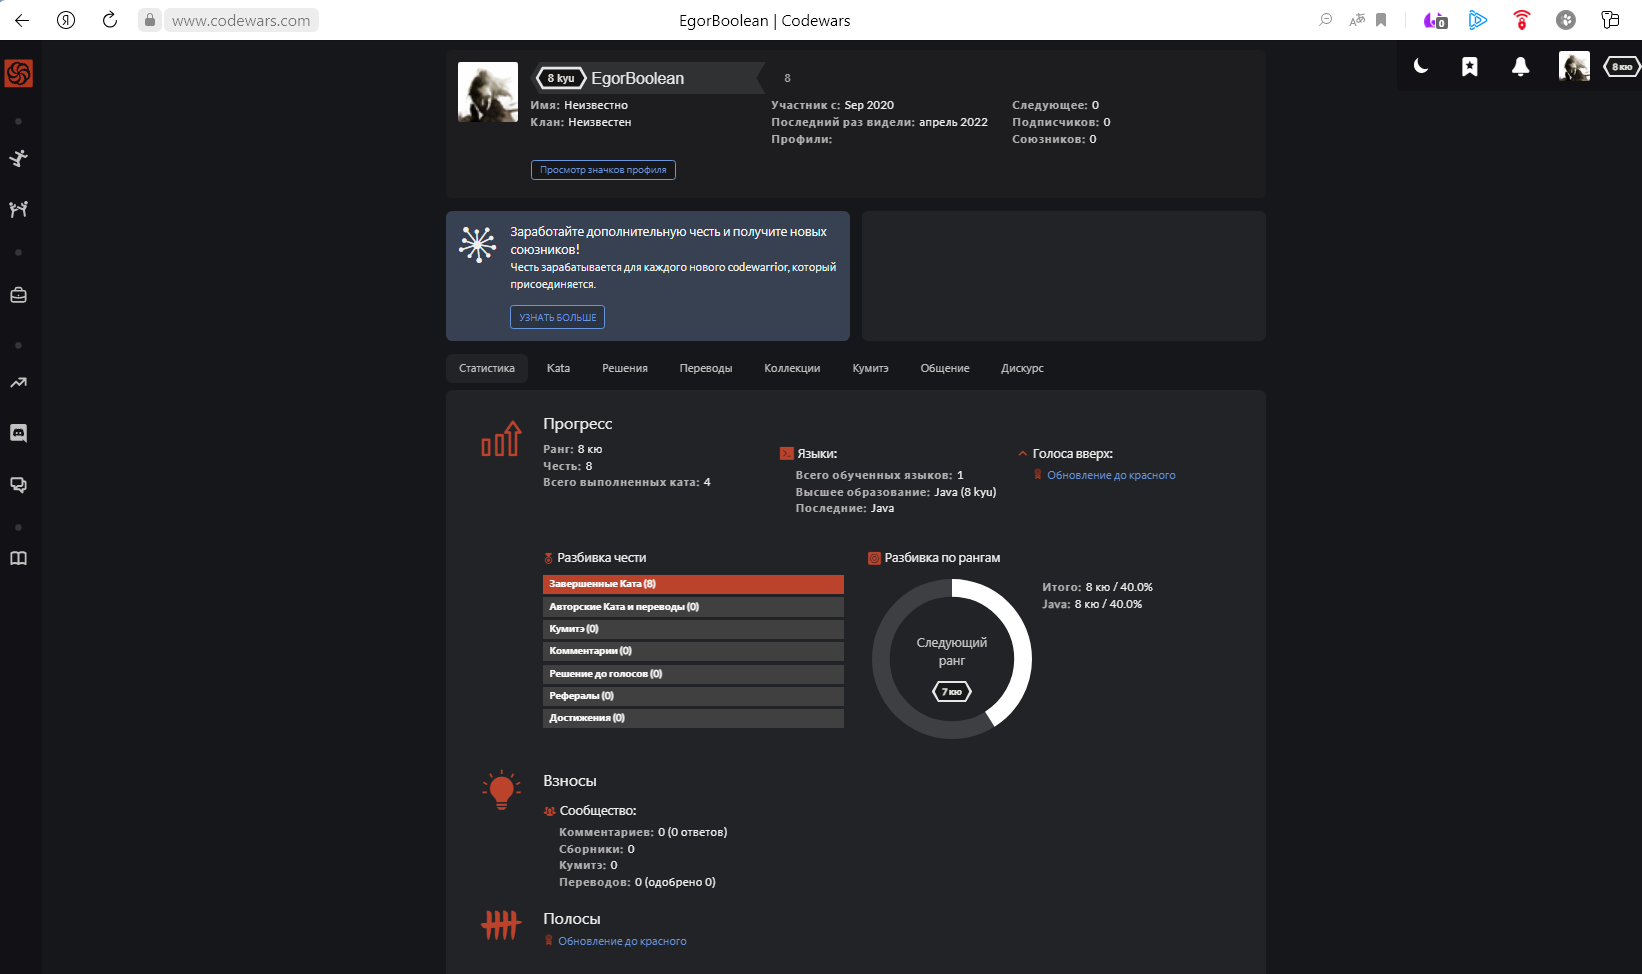 www.codewars.com
EgorBoolean | Codewars
0
8 kyu
EgorBoolean
8
8 кю
Имя: Неизвестно
Клан: Неизвестен
Участник с: Sep 2020
Последний раз видели: апрель 2022
Профили:
Следующее: 0
Подписчиков: 0
Союзников: 0
Просмотр значков профиля
Заработайте дополнительную честь и получите новых
союзников!
Честь зарабатывается для каждого нового codewarrior, который
присоединяется.
УЗНАТЬ БОЛЬШЕ
Статистика
Kata
Решения
Переводы
Коллекции
Кумитэ
Общение
Дискурс
Прогресс
Ранг: 8 кю
Честь: 8
Всего выполненных ката: 4
Языки:
Всего обученных языков: 1
Высшее образование: Java (8 kyu)
Последние: Java
Голоса вверх:
Обновление до красного
Разбивка чести
Завершенные Ката (8)
Авторские Ката и переводы (0)
Кумитэ (0)
Комментарии (0)
Решение до голосов (0)
Рефералы (0)
Достижения (0)
Разбивка по рангам
Следующий
ранг
7 кю
Итого: 8 кю / 40.0%
Java: 8 кю / 40.0%
Взносы
Сообщество:
Комментариев: 0 (0 ответов)
Сборники: 0
Кумитэ: 0
Переводов: 0 (одобрено 0)
Полосы
Обновление до красного